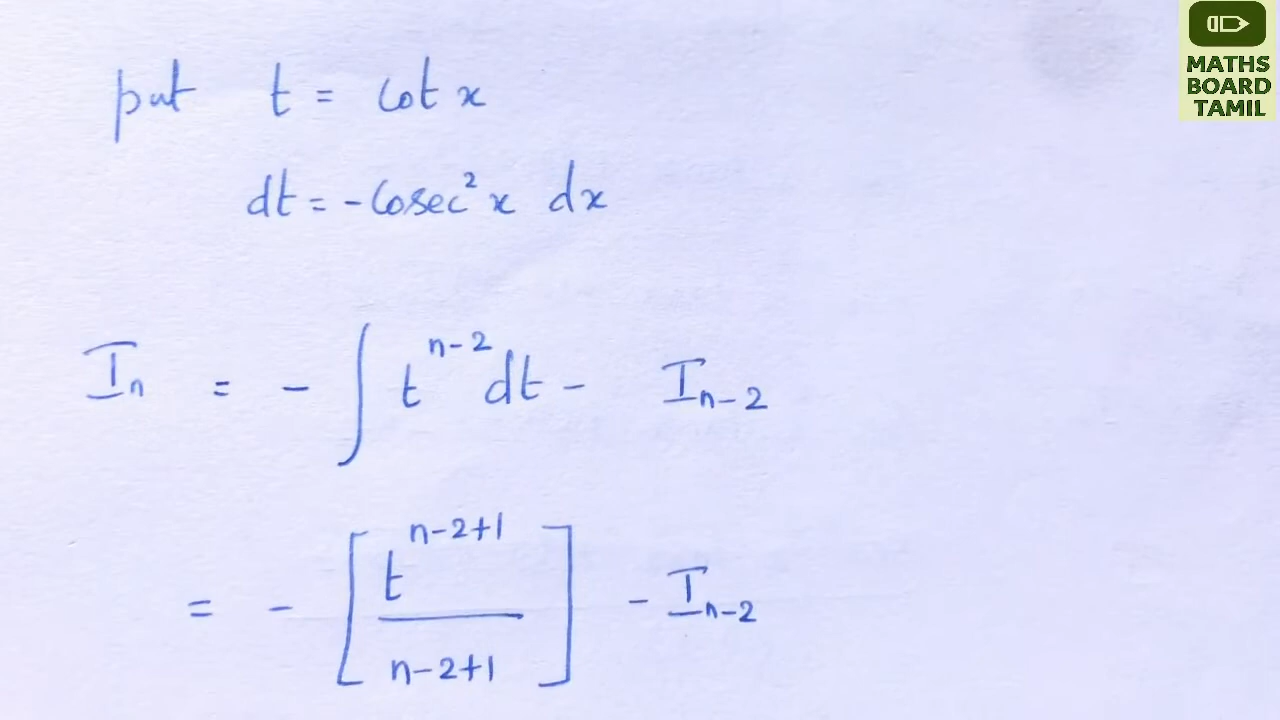 put t = cot x
dt = - cosec² x dx
Iₙ = - ∫ tⁿ⁻² dt - Iₙ₋₂
= - [ tⁿ⁻²⁺¹ / n-2+1 ] - Iₙ₋₂
MATHS
BOARD
TAMIL